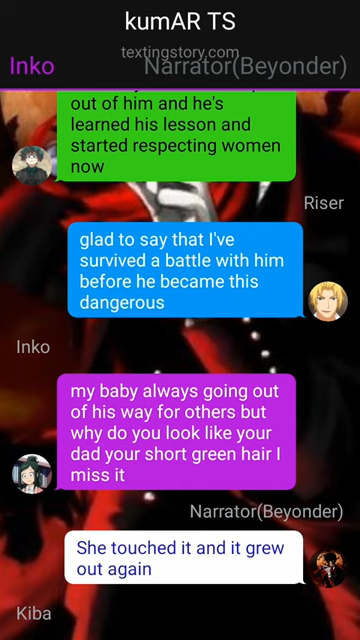 kumAR TS
textingstory.com
Inko
Narrator(Beyonder)
out of him and he's
learned his lesson and
started respecting women
now
Riser
glad to say that I've
survived a battle with him
before he became this
dangerous
Inko
my baby always going out
of his way for others but
why do you look like your
dad your short green hair I
miss it
Narrator(Beyonder)
She touched it and it grew
out again
Kiba